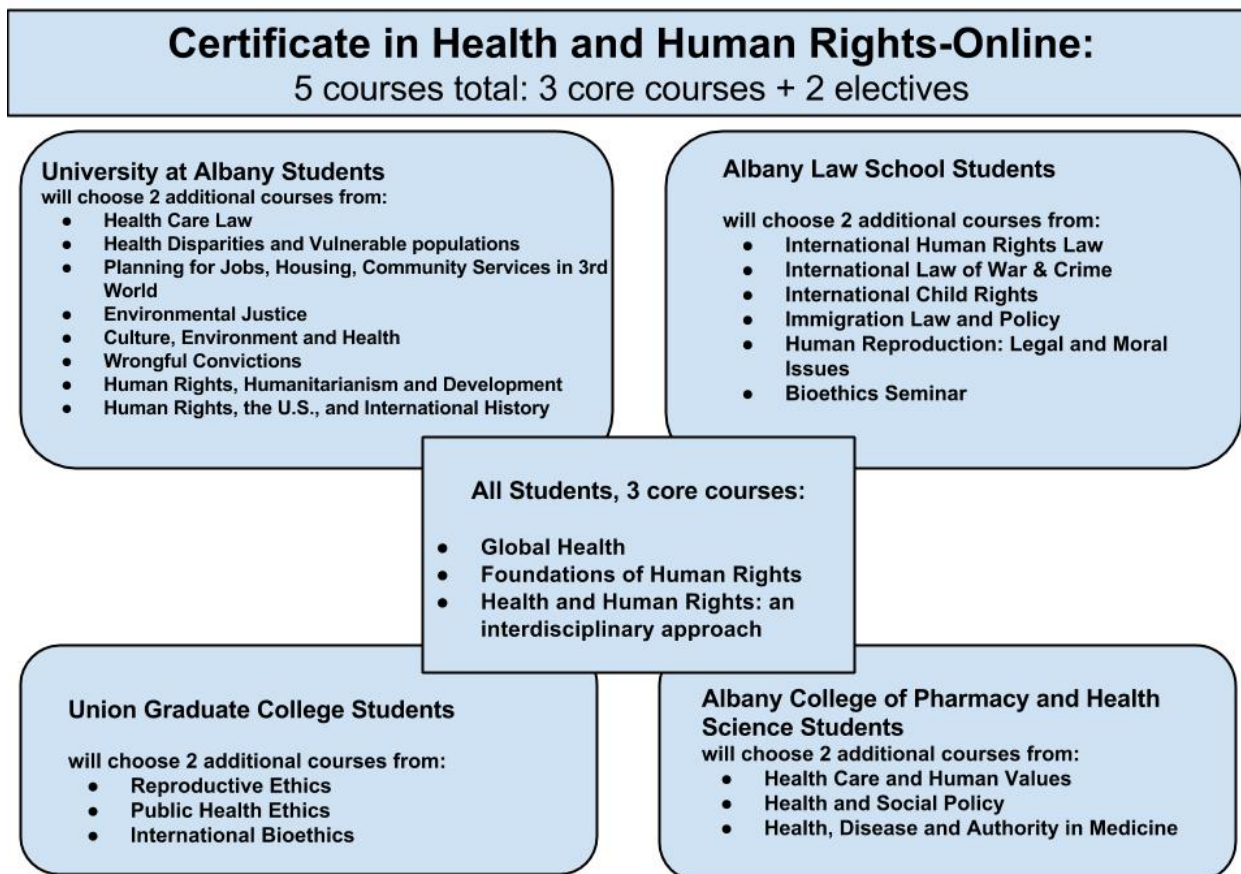 Certificate in Health and Human Rights-Online:
5 courses total: 3 core courses + 2 electives
University at Albany Students
will choose 2 additional courses from:
● Health Care Law
● Health Disparities and Vulnerable populations
● Planning for Jobs, Housing, Community Services in 3rd
World
● Environmental Justice
● Culture, Environment and Health
● Wrongful Convictions
● Human Rights, Humanitarianism and Development
● Human Rights, the U.S., and International History
Albany Law School Students
will choose 2 additional courses from:
● International Human Rights Law
● International Law of War & Crime
● International Child Rights
● Immigration Law and Policy
● Human Reproduction: Legal and Moral
Issues
● Bioethics Seminar
All Students, 3 core courses:
● Global Health
● Foundations of Human Rights
● Health and Human Rights: an
interdisciplinary approach
Union Graduate College Students
will choose 2 additional courses from:
● Reproductive Ethics
● Public Health Ethics
● International Bioethics
Albany College of Pharmacy and Health
Science Students
will choose 2 additional courses from:
● Health Care and Human Values
● Health and Social Policy
● Health, Disease and Authority in Medicine